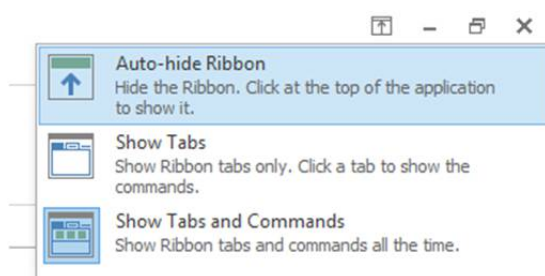 Auto-hide Ribbon
Hide the Ribbon. Click at the top of the application
to show it.
Show Tabs
Show Ribbon tabs only. Click a tab to show the
commands.
Show Tabs and Commands
Show Ribbon tabs and commands all the time.